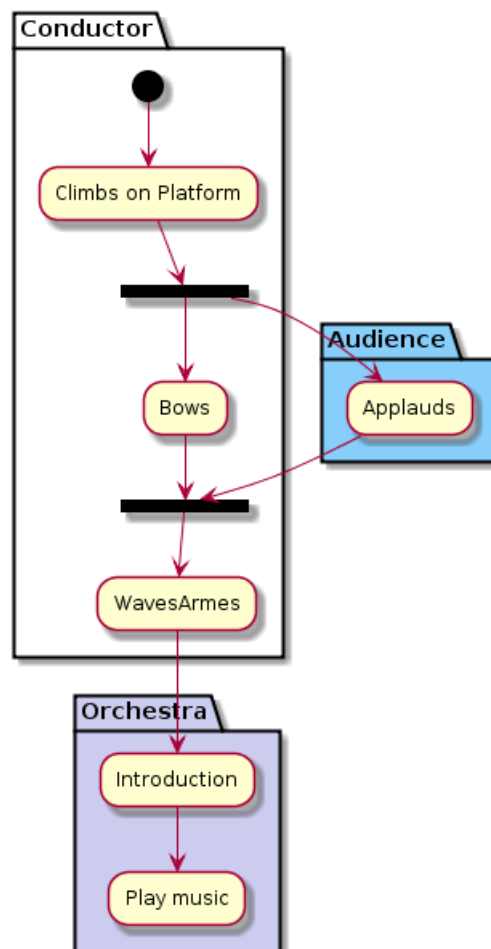 Conductor
Climbs on Platform
Audience
Bows
Applauds
WavesArmes
Orchestra
Introduction
Play music